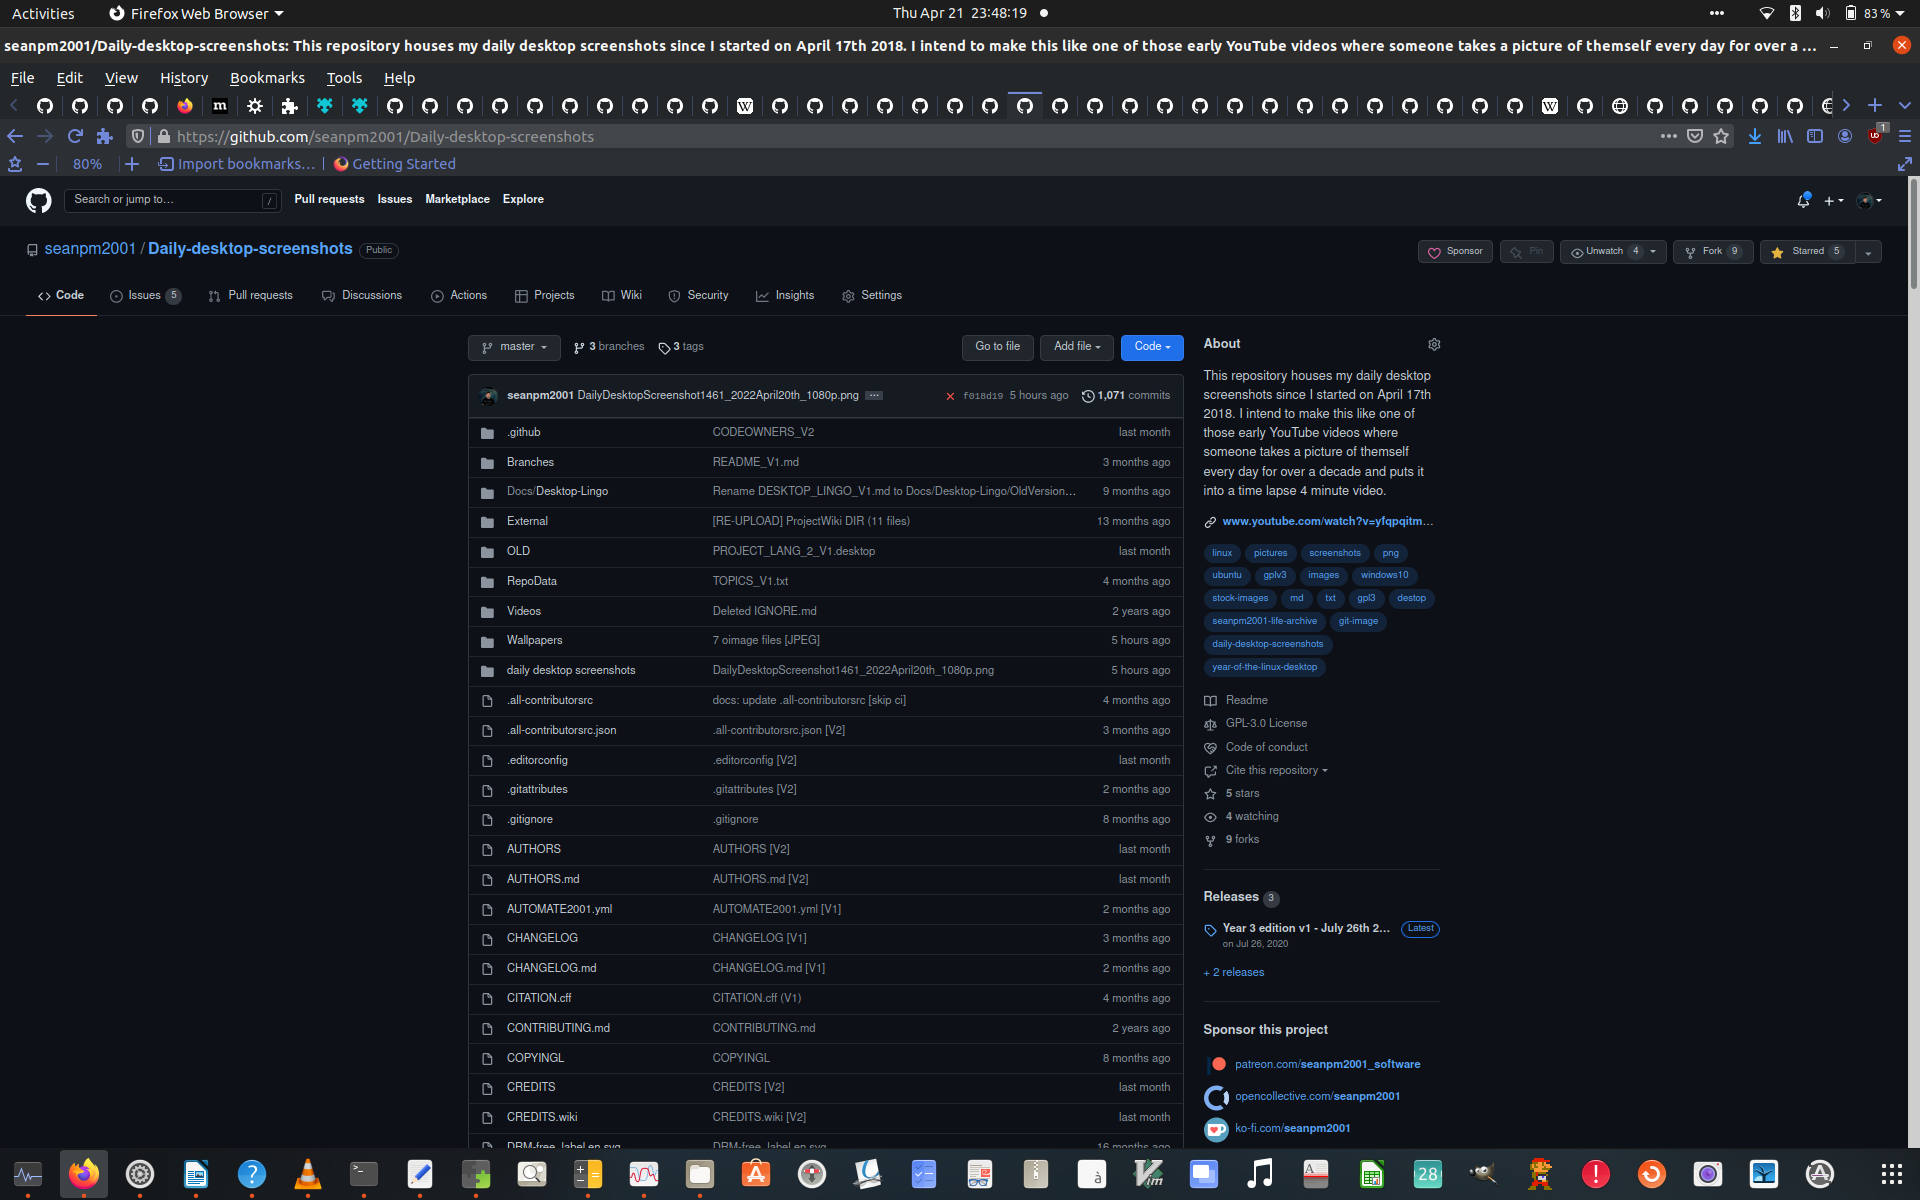 Activities Firefox Web Browser Thu Apr 21 23:48:19 83 %
seanpm2001/Daily-desktop-screenshots: This repository houses my daily desktop screenshots since I started on April 17th 2018. I intend to make this like one of those early YouTube videos where someone takes a picture of themself every day for over a ...
File Edit View History Bookmarks Tools Help
https://github.com/seanpm2001/Daily-desktop-screenshots 1
80% Import bookmarks... Getting Started
Search or jump to... / Pull requests Issues Marketplace Explore
seanpm2001 / Daily-desktop-screenshots Public Sponsor Pin Unwatch 4 Fork 9 Starred 5
Code Issues 5 Pull requests Discussions Actions Projects Wiki Security Insights Settings
master 3 branches 3 tags Go to file Add file Code
seanpm2001 DailyDesktopScreenshot1461_2022April20th_1080p.png ... f018d19 5 hours ago 1,071 commits
.github CODEOWNERS_V2 last month
Branches README_V1.md 3 months ago
Docs/Desktop-Lingo Rename DESKTOP_LINGO_V1.md to Docs/Desktop-Lingo/OldVersion... 9 months ago
External [RE-UPLOAD] ProjectWiki DIR (11 files) 13 months ago
OLD PROJECT_LANG_2_V1.desktop last month
RepoData TOPICS_V1.txt 4 months ago
Videos Deleted IGNORE.md 2 years ago
Wallpapers 7 oimage files [JPEG] 5 hours ago
daily desktop screenshots DailyDesktopScreenshot1461_2022April20th_1080p.png 5 hours ago
.all-contributorsrc docs: update .all-contributorsrc [skip ci] 4 months ago
.all-contributorsrc.json .all-contributorsrc.json [V2] 3 months ago
.editorconfig .editorconfig [V2] last month
.gitattributes .gitattributes [V2] 2 months ago
.gitignore .gitignore 8 months ago
AUTHORS AUTHORS [V2] last month
AUTHORS.md AUTHORS.md [V2] last month
AUTOMATE2001.yml AUTOMATE2001.yml [V1] 2 months ago
CHANGELOG CHANGELOG [V1] 3 months ago
CHANGELOG.md CHANGELOG.md [V1] 2 months ago
CITATION.cff CITATION.cff (V1) 4 months ago
CONTRIBUTING.md CONTRIBUTING.md 2 years ago
COPYINGL COPYINGL 8 months ago
CREDITS CREDITS [V2] last month
CREDITS.wiki CREDITS.wiki [V2] last month
DRM-free_label.en.svg DRM-free_label.en.svg 16 months ago
About
This repository houses my daily desktop
screenshots since I started on April 17th
2018. I intend to make this like one of
those early YouTube videos where
someone takes a picture of themself
every day for over a decade and puts it
into a time lapse 4 minute video.
www.youtube.com/watch?v=yfqpqitm...
linux pictures screenshots png
ubuntu gplv3 images windows10
stock-images md txt gpl3 destop
seanpm2001-life-archive git-image
daily-desktop-screenshots
year-of-the-linux-desktop
Readme
GPL-3.0 License
Code of conduct
Cite this repository
5 stars
4 watching
9 forks
Releases 3
Year 3 edition v1 - July 26th 2... Latest
on Jul 26, 2020
+ 2 releases
Sponsor this project
patreon.com/seanpm2001_software
opencollective.com/seanpm2001
ko-fi.com/seanpm2001
28